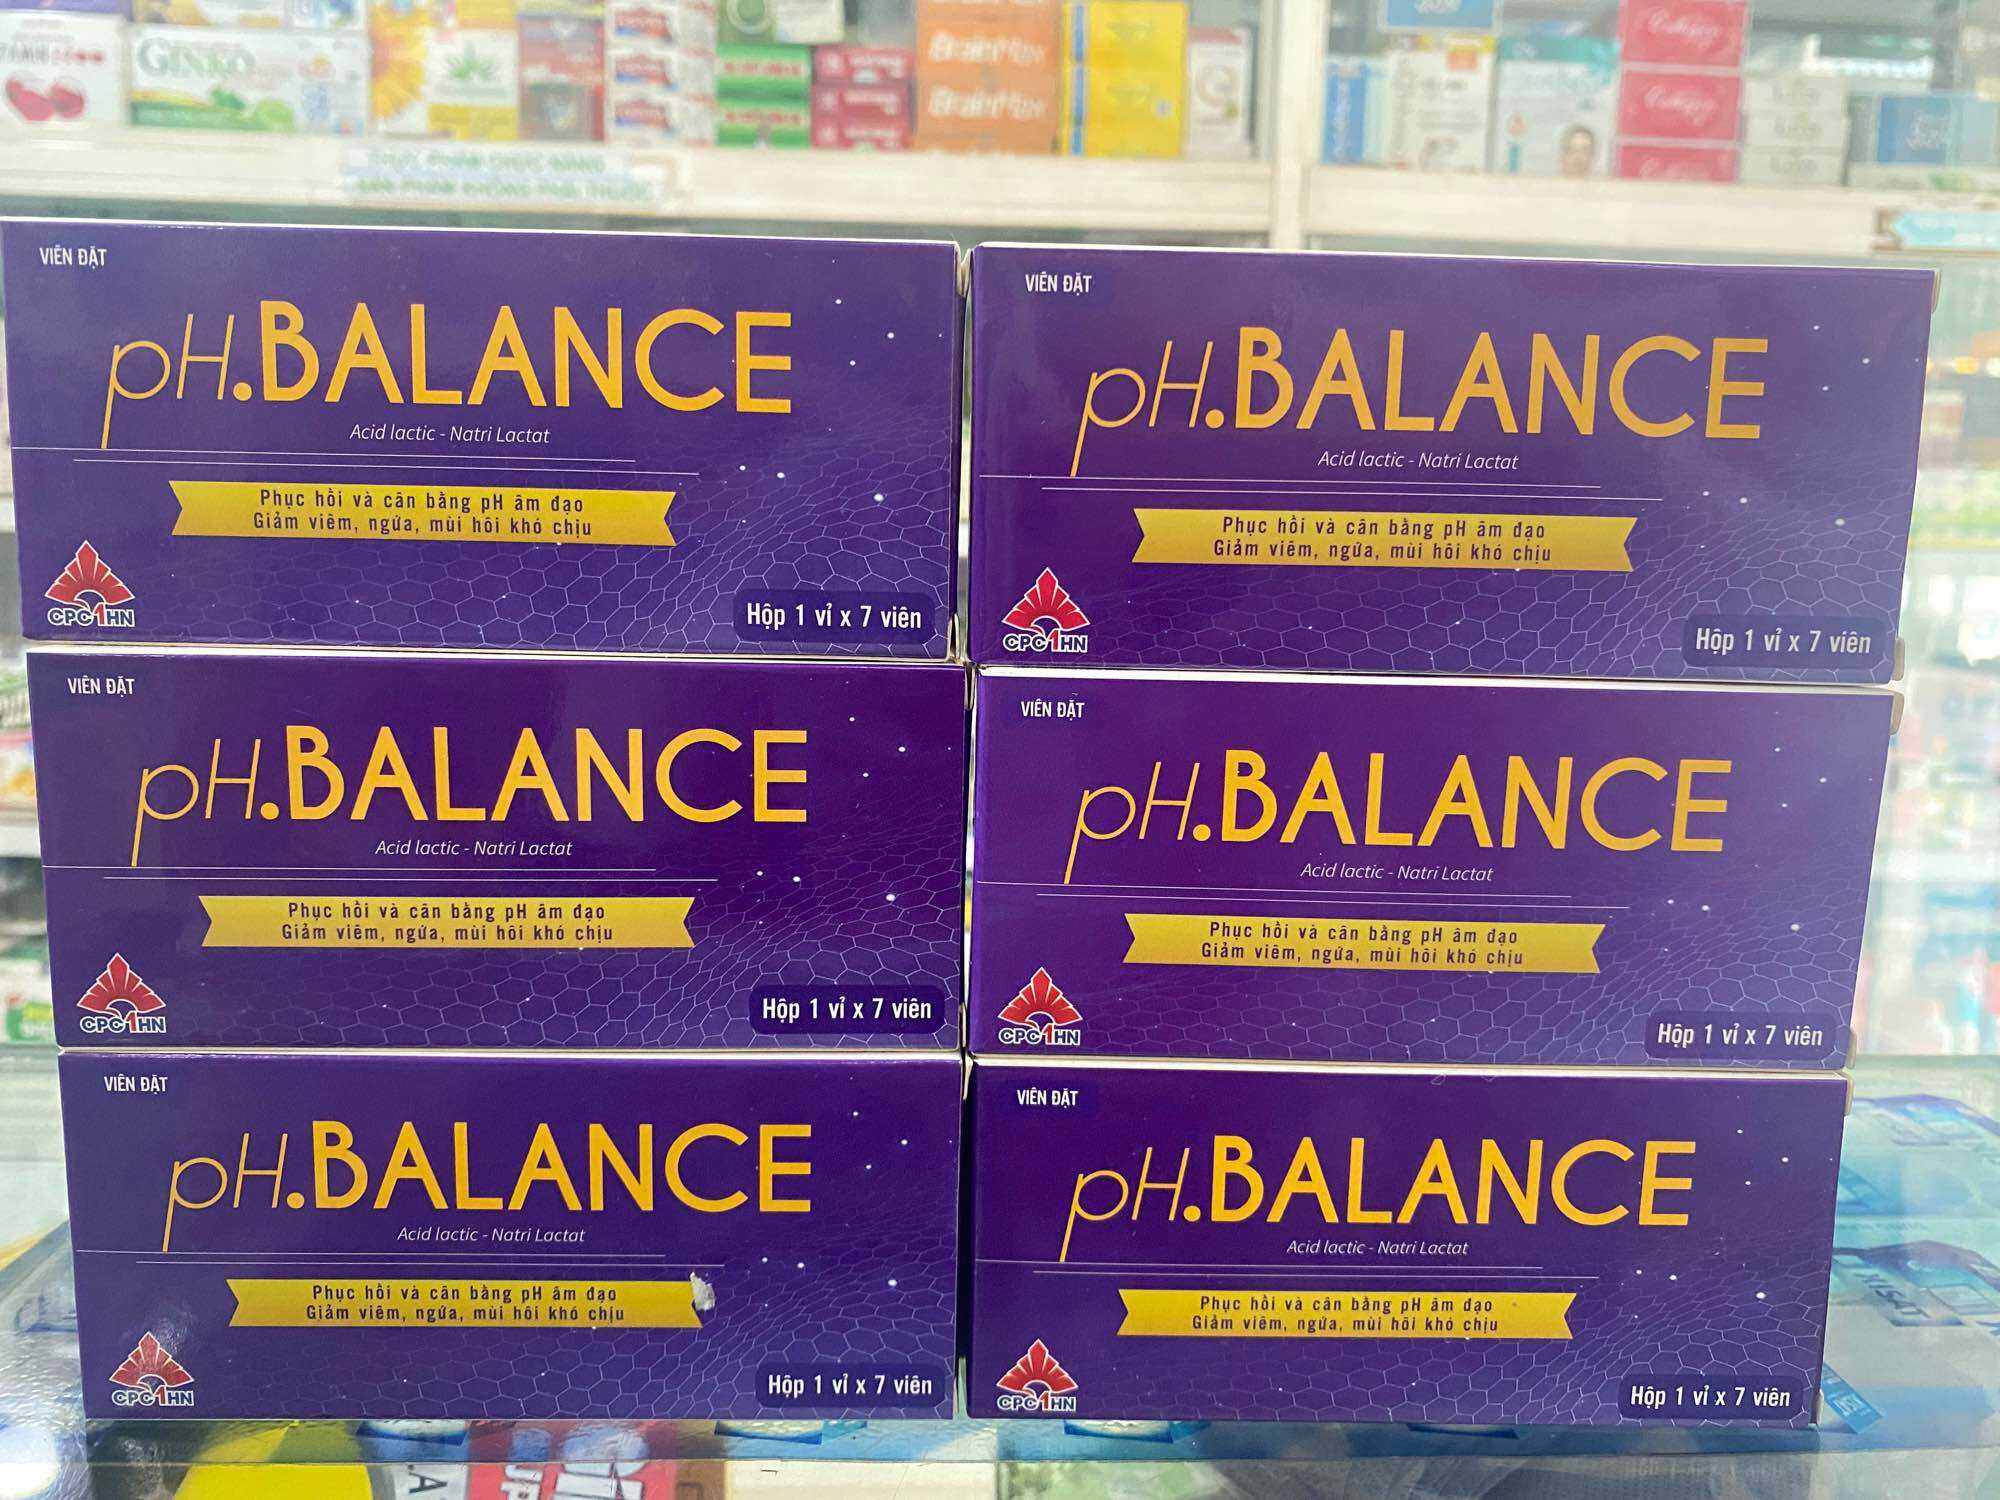 GINKO
BrainMax
BrainMax
VIÊN ĐẶT
pH.BALANCE
Acid lactic - Natri Lactat
Phục hồi và cân bằng pH âm đạo
Giảm viêm, ngứa, mùi hôi khó chịu
CPC1HN
Hộp 1 vỉ x 7 viên
VIÊN ĐẶT
pH.BALANCE
Acid lactic - Natri Lactat
Phục hồi và cân bằng pH âm đạo
Giảm viêm, ngứa, mùi hôi khó chịu
CPC1HN
Hộp 1 vỉ x 7 viên
VIÊN ĐẶT
pH.BALANCE
Acid lactic - Natri Lactat
Phục hồi và cân bằng pH âm đạo
Giảm viêm, ngứa, mùi hôi khó chịu
CPC1HN
Hộp 1 vỉ x 7 viên
VIÊN ĐẶT
pH.BALANCE
Acid lactic - Natri Lactat
Phục hồi và cân bằng pH âm đạo
Giảm viêm, ngứa, mùi hôi khó chịu
CPC1HN
Hộp 1 vỉ x 7 viên
VIÊN ĐẶT
pH.BALANCE
Acid lactic - Natri Lactat
Phục hồi và cân bằng pH âm đạo
Giảm viêm, ngứa, mùi hôi khó chịu
CPC1HN
Hộp 1 vỉ x 7 viên
VIÊN ĐẶT
pH.BALANCE
Acid lactic - Natri Lactat
Phục hồi và cân bằng pH âm đạo
Giảm viêm, ngứa, mùi hôi khó chịu
CPC1HN
Hộp 1 vỉ x 7 viên